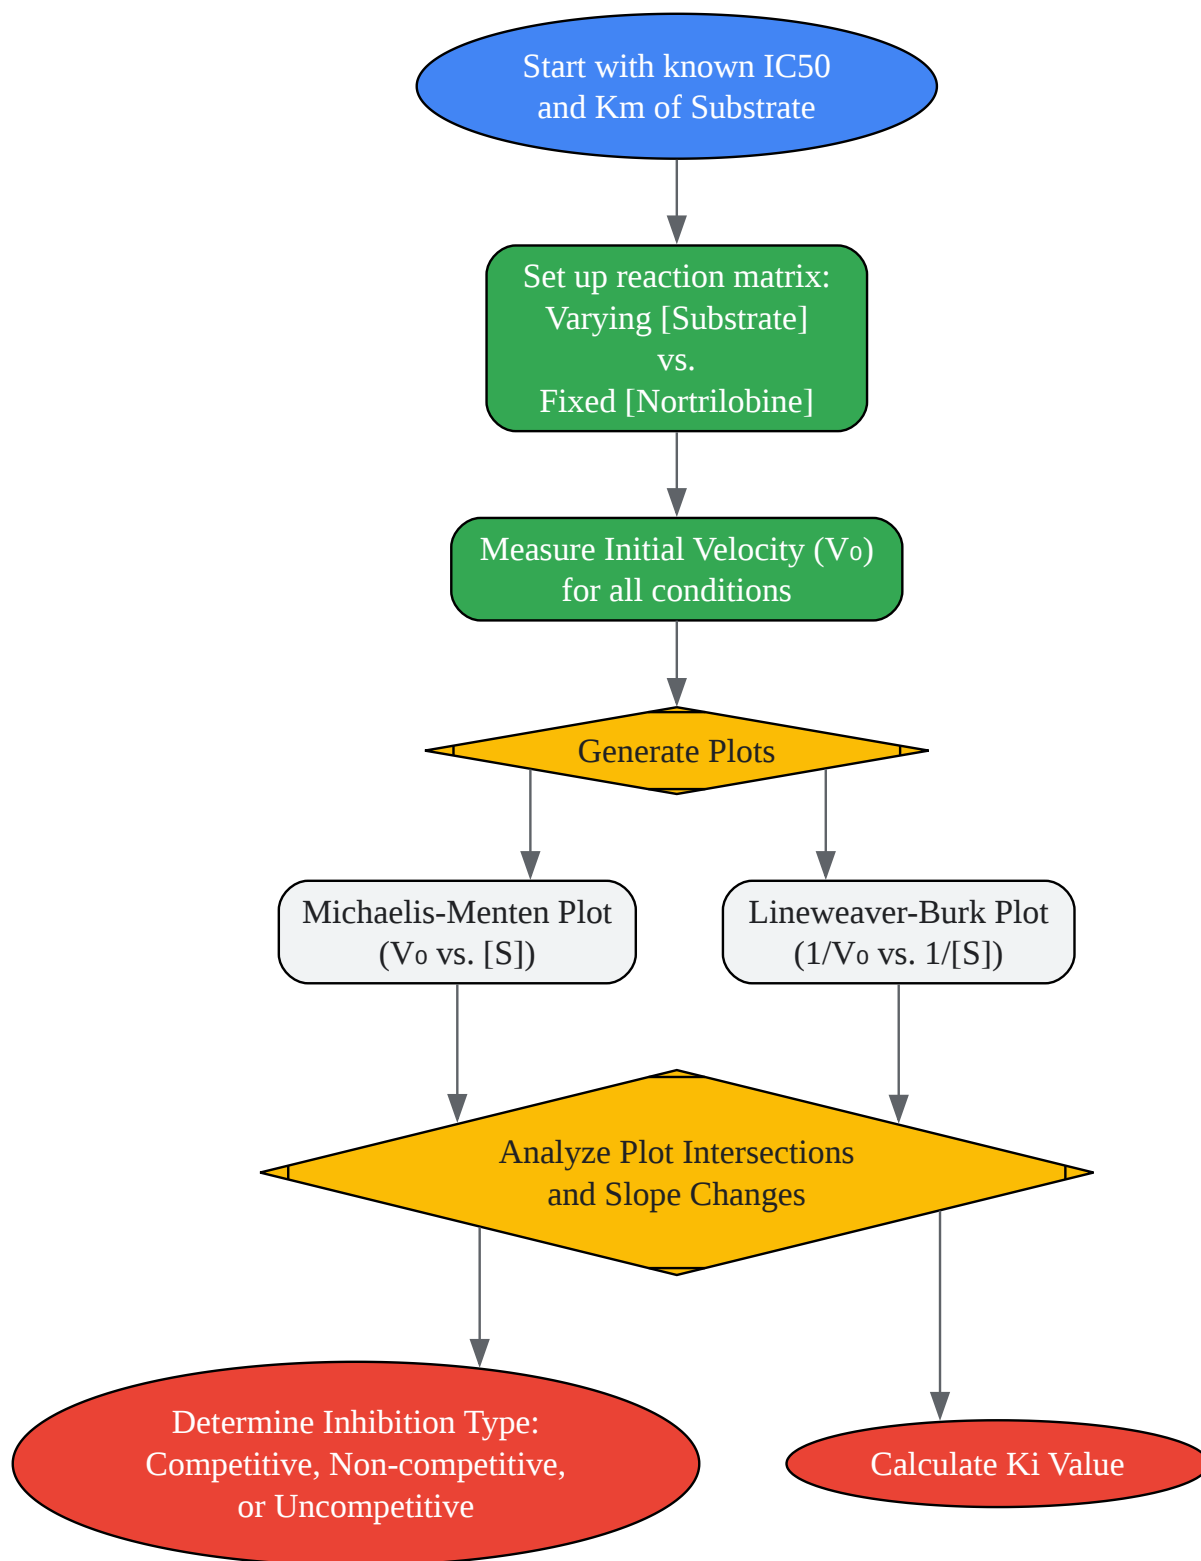 Start with known IC50
and Km of Substrate
Set up reaction matrix:
Varying [Substrate]
vs.
Fixed [Nortrilobine]
Measure Initial Velocity (V₀)
for all conditions
Generate Plots
Michaelis-Menten Plot
(V₀ vs. [S])
Lineweaver-Burk Plot
(1/V₀ vs. 1/[S])
Analyze Plot Intersections
and Slope Changes
Determine Inhibition Type:
Competitive, Non-competitive,
or Uncompetitive
Calculate Ki Value